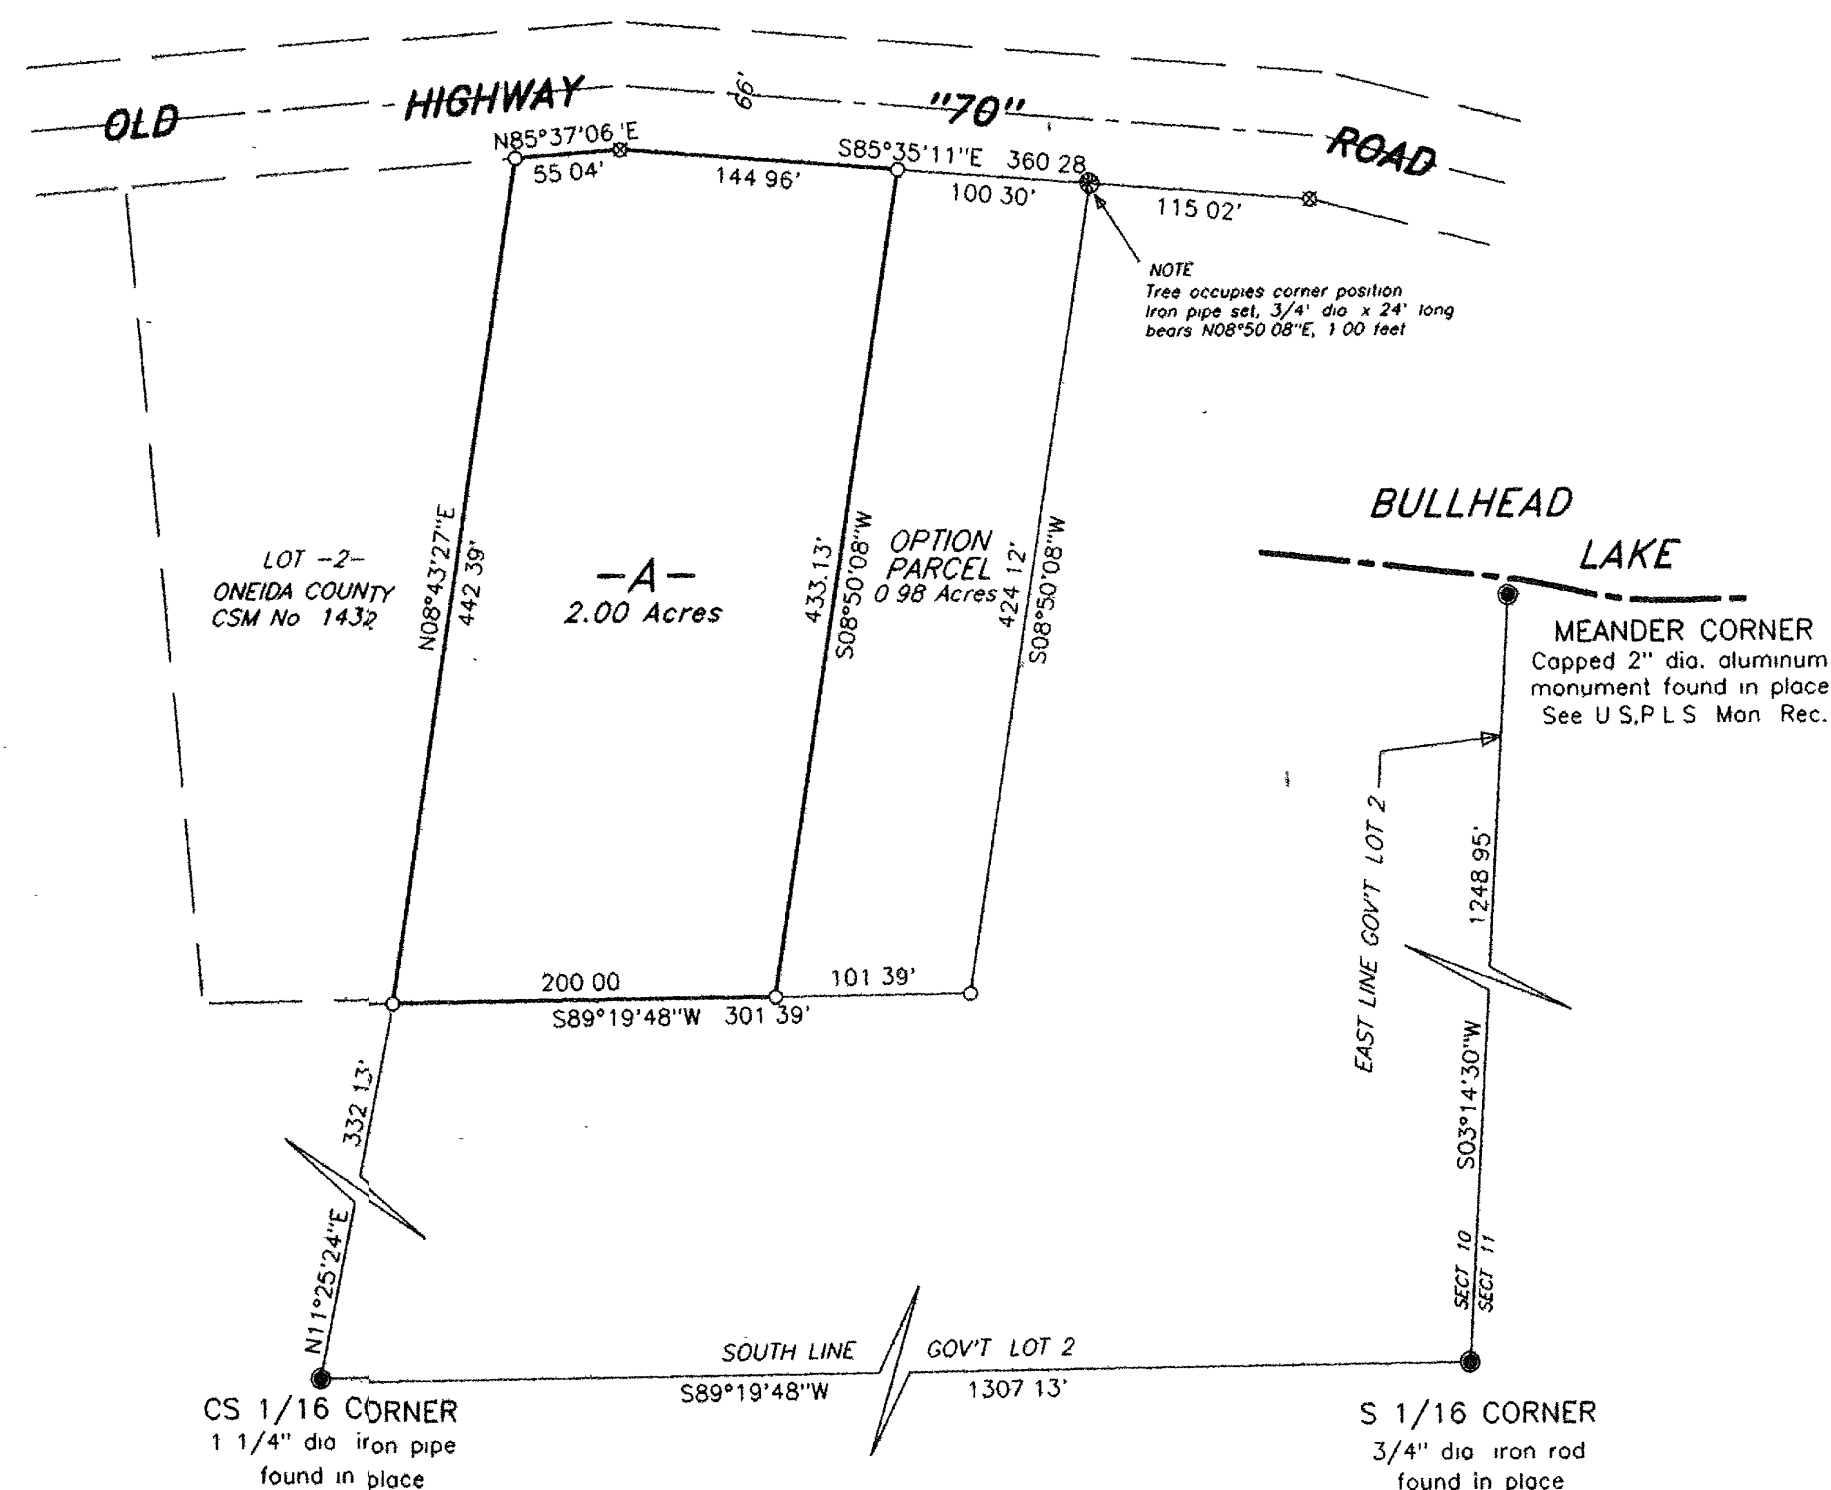 OLD HIGHWAY "70" ROAD
66'
N85°37'06"E
55 04'
144 96'
S85°35'11"E 360 28
100 30'
115 02'
NOTE
Tree occupies corner position
Iron pipe set, 3/4' dia x 24' long
bears N08°50 08"E, 1 00 feet
LOT -2-
ONEIDA COUNTY
CSM No 1432
N08°43'27"E
442 39'
-A-
2.00 Acres
433.13'
S08°50'08"W
OPTION
PARCEL
0 98 Acres
424 12'
S08°50'08"W
BULLHEAD
LAKE
MEANDER CORNER
Capped 2" dia. aluminum
monument found in place
See U S.P L S Mon Rec.
EAST LINE GOV'T LOT 2
1248 95'
S03°14'30"W
SECT 10
SECT 11
200 00
101 39'
S89°19'48"W 301 39'
332 13'
N11°25'24"E
SOUTH LINE GOV'T LOT 2
S89°19'48"W 1307 13'
CS 1/16 CORNER
1 1/4" dia iron pipe
found in place
S 1/16 CORNER
3/4" dia iron rod
found in place